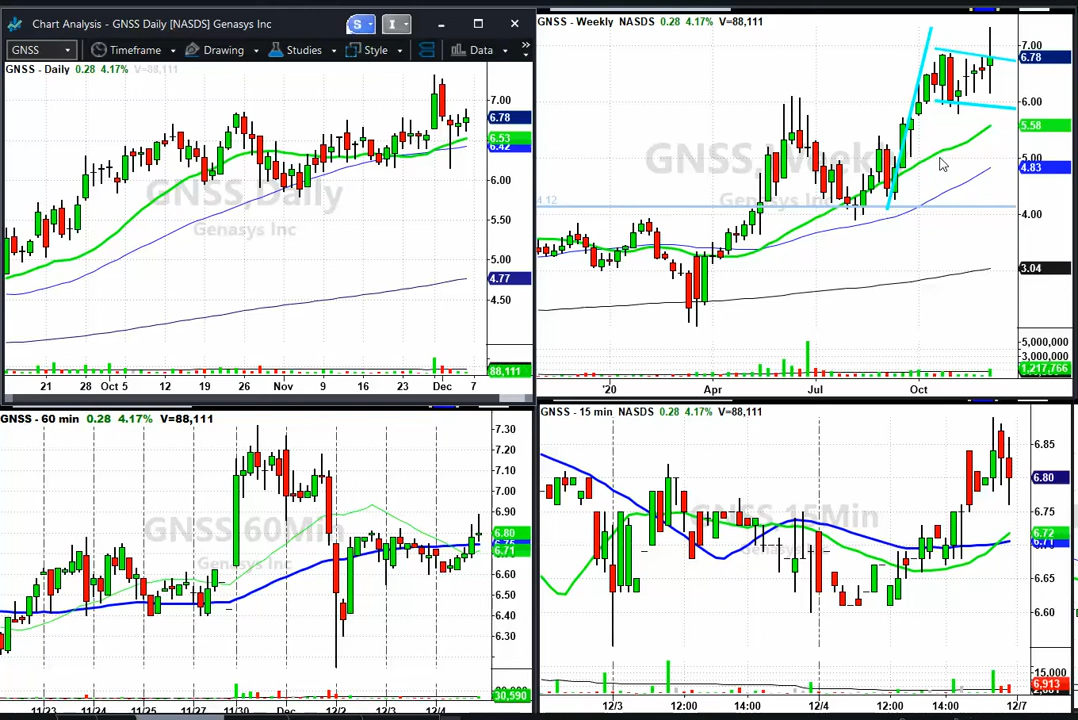 Chart Analysis - GNSS Daily [NASDS] Genasys Inc
S
I
GNSS
Timeframe
Drawing
Studies
Style
Data
»
GNSS - Daily 0.28 4.17% V=88,111
GNSS,Daily
Genasys Inc
7.00
6.78
6.53
6.42
5.50
5.00
4.77
4.50
88,111
21 28 Oct 5 12 19 26 Nov 9 16 23 Dec 7
GNSS - Weekly NASDS 0.28 4.17% V=88,111
GNSS,Week
Genasys Inc
4.12
7.00
6.78
6.00
5.58
5.00
4.83
4.00
3.04
5,000,000
3,000,000
1,217,766
'20 Apr Jul Oct
GNSS - 60 min 0.28 4.17% V=88,111
GNSS,60Min
Genasys Inc
7.30
7.20
7.10
7.00
6.90
6.80
6.71
6.60
6.50
6.40
6.30
30,590
11/23 11/24 11/25 11/27 11/30 Dec 12/2 12/3 12/4
GNSS - 15 min NASDS 0.28 4.17% V=88,111
GNSS,15Min
Genasys Inc
6.85
6.80
6.75
6.72
6.71
6.65
6.60
15,000
6,913
12/3 12:00 14:00 12/4 12:00 14:00 12/7